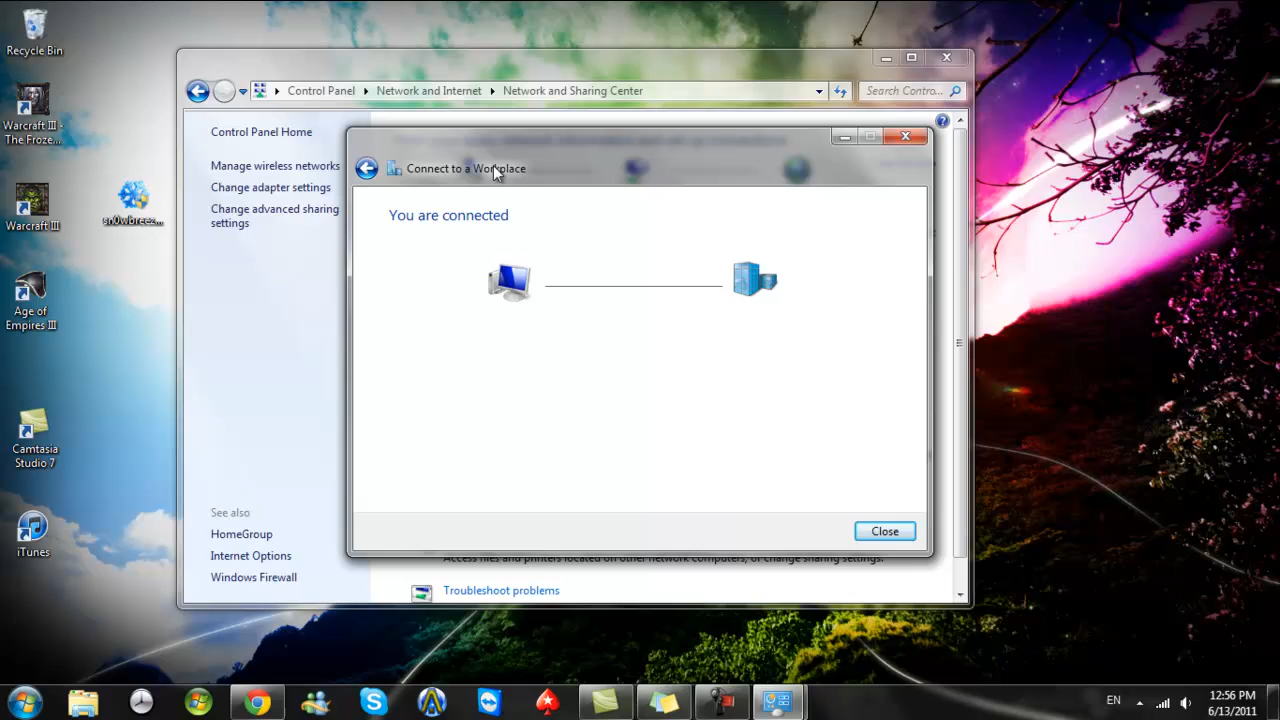 Recycle Bin
Warcraft III -
The Froze...
Warcraft III
sn0wbreez...
Age of
Empires III
Camtasia
Studio 7
iTunes
Control Panel
Network and Internet
Network and Sharing Center
Search Contro...
Control Panel Home
Manage wireless networks
Change adapter settings
Change advanced sharing
settings
See also
HomeGroup
Internet Options
Windows Firewall
Connect to a Workplace
You are connected
Close
Access files and printers located on other network computers, or change sharing settings.
Troubleshoot problems
EN
12:56 PM
6/13/2011